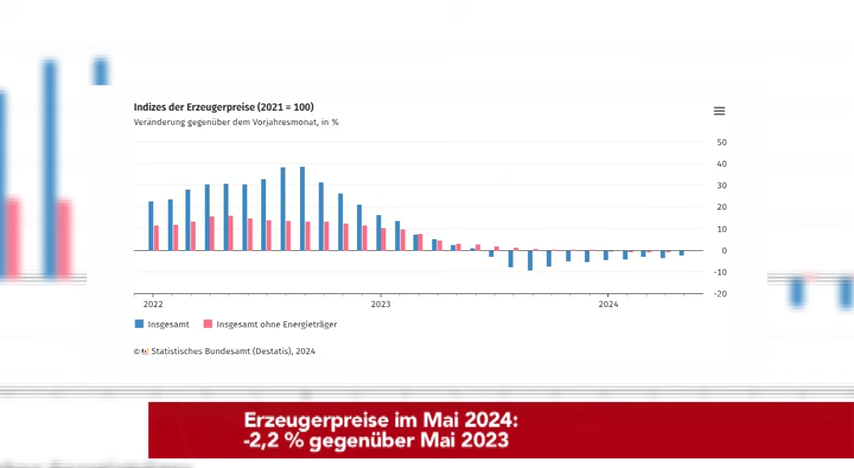 Indizes der Erzeugerpreise (2021 = 100)
Veränderung gegenüber dem Vorjahresmonat, in %
50
40
30
20
10
0
-10
-20
2022 2023 2024
Insgesamt Insgesamt ohne Energieträger
© Statistisches Bundesamt (Destatis), 2024
Erzeugerpreise im Mai 2024:
-2,2 % gegenüber Mai 2023